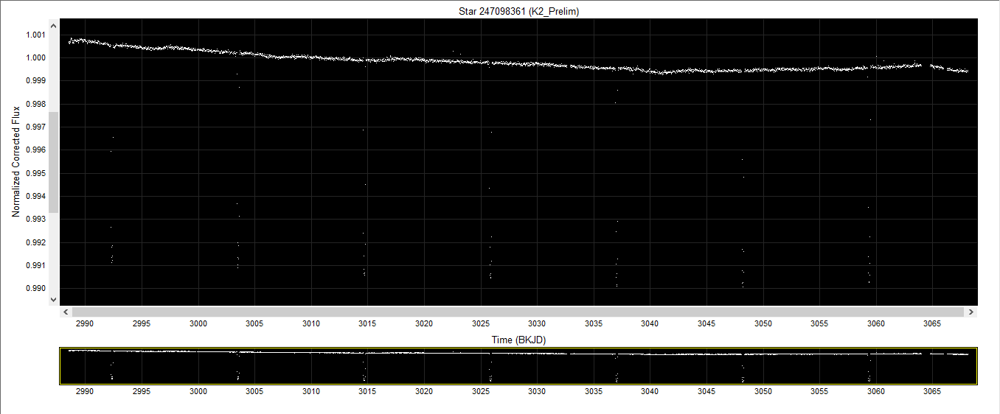 Star 247098361 (K2_Prelim)
Normalized Corrected Flux
1.001
1.000
0.999
0.998
0.997
0.996
0.995
0.994
0.993
0.992
0.991
0.990
2990 2995 3000 3005 3010 3015 3020 3025 3030 3035 3040 3045 3050 3055 3060 3065
Time (BKJD)
2990 2995 3000 3005 3010 3015 3020 3025 3030 3035 3040 3045 3050 3055 3060 3065